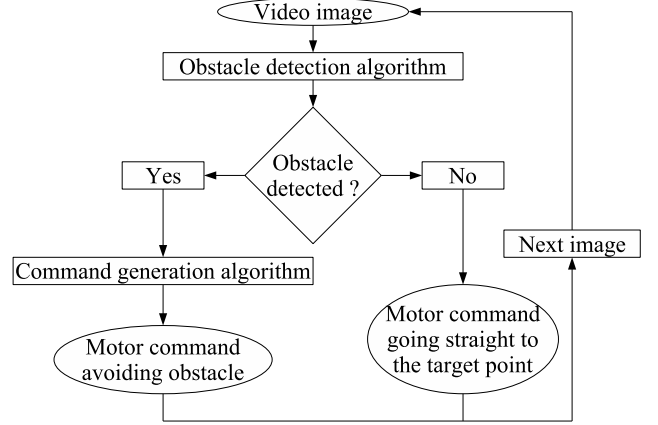 Video image
Obstacle detection algorithm
Obstacle
detected ?
Yes
No
Next image
Command generation algorithm
Motor command
avoiding obstacle
Motor command
going straight to
the target point